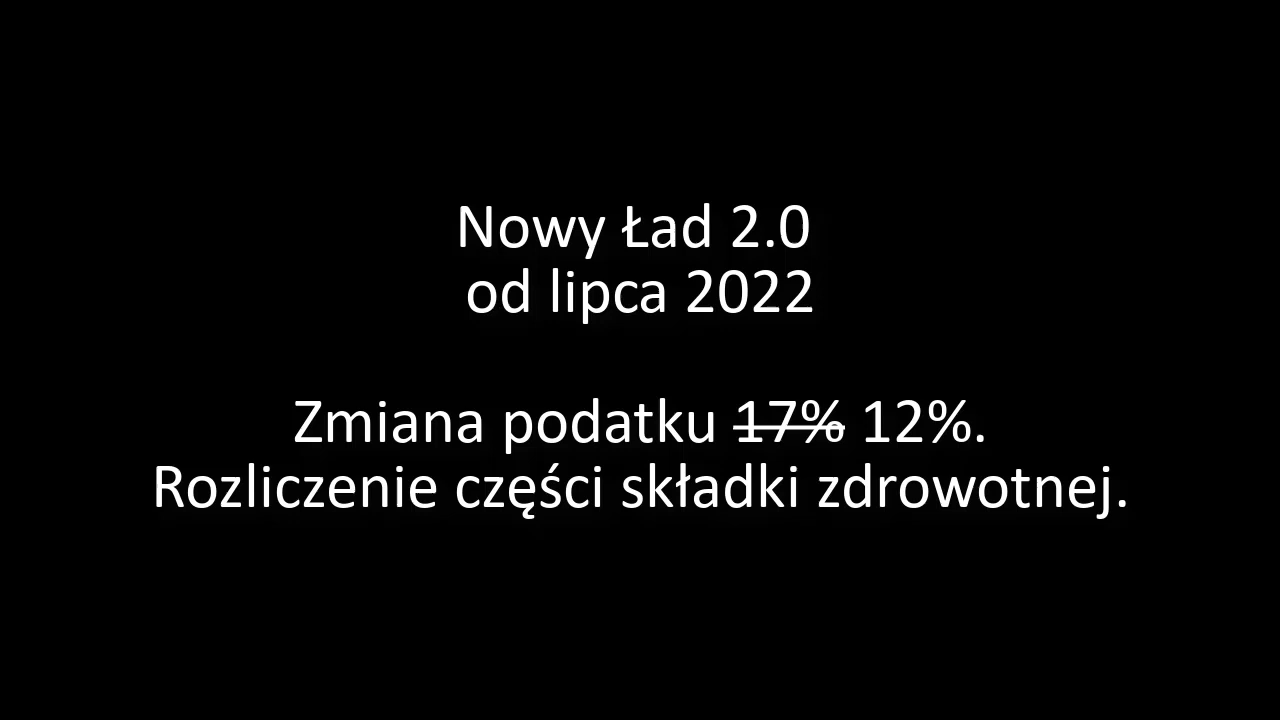 Nowy Ład 2.0
od lipca 2022
Zmiana podatku 17% 12%.
Rozliczenie części składki zdrowotnej.